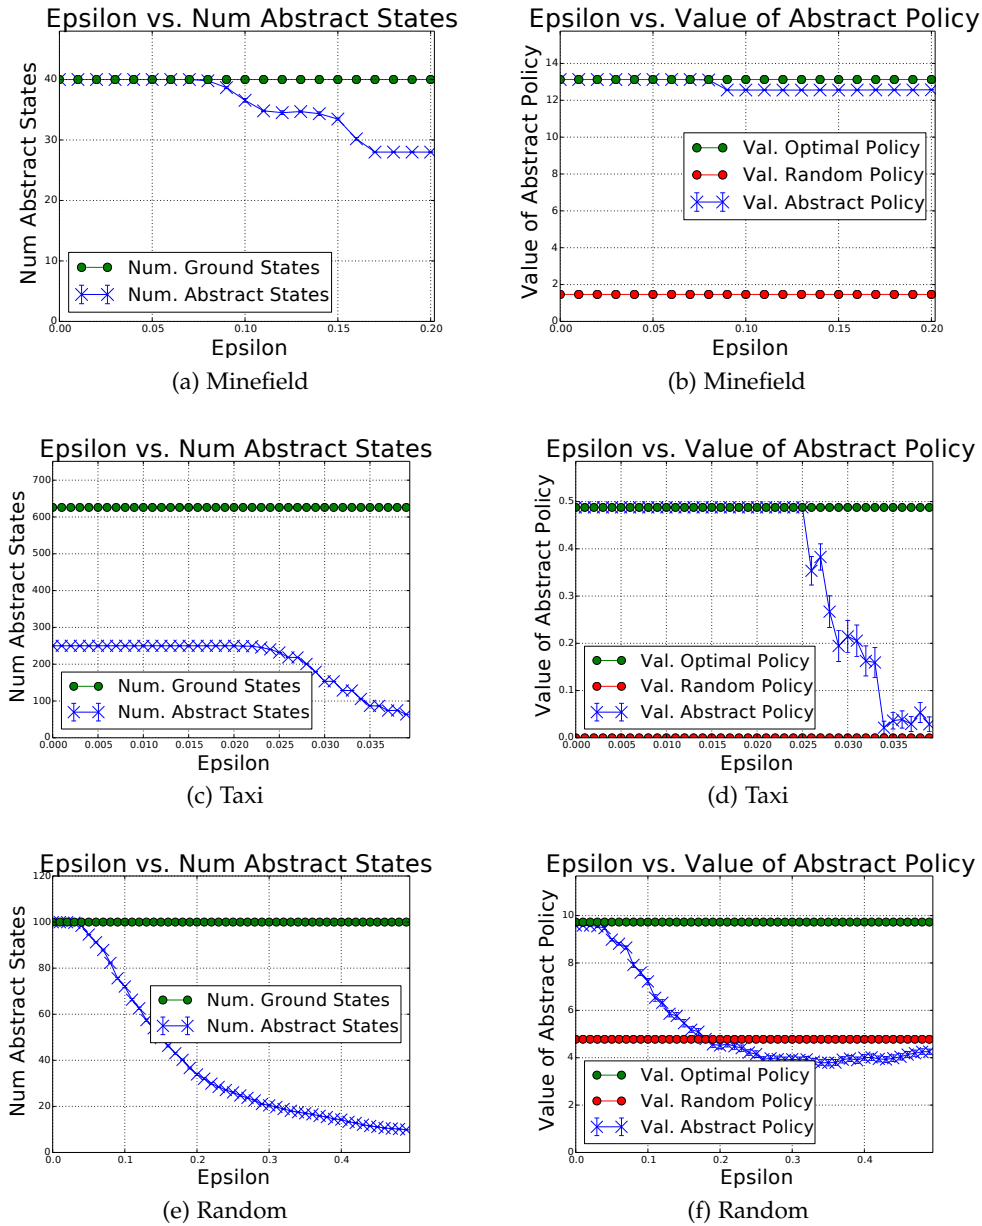 Epsilon vs. Num Abstract States
Num Abstract States
40
30
20
10
0
Num. Ground States
Num. Abstract States
0.00 0.05 0.10 0.15 0.20
Epsilon
(a) Minefield
Epsilon vs. Value of Abstract Policy
Value of Abstract Policy
14
12
10
8
6
4
2
0
Val. Optimal Policy
Val. Random Policy
Val. Abstract Policy
0.00 0.05 0.10 0.15 0.20
Epsilon
(b) Minefield
Epsilon vs. Num Abstract States
Num Abstract States
700
600
500
400
300
200
100
0
Num. Ground States
Num. Abstract States
0.000 0.005 0.010 0.015 0.020 0.025 0.030 0.035
Epsilon
(c) Taxi
Epsilon vs. Value of Abstract Policy
Value of Abstract Policy
0.5
0.4
0.3
0.2
0.1
0.0
Val. Optimal Policy
Val. Random Policy
Val. Abstract Policy
0.000 0.005 0.010 0.015 0.020 0.025 0.030 0.035
Epsilon
(d) Taxi
Epsilon vs. Num Abstract States
Num Abstract States
120
100
80
60
40
20
0
Num. Ground States
Num. Abstract States
0.0 0.1 0.2 0.3 0.4
Epsilon
(e) Random
Epsilon vs. Value of Abstract Policy
Value of Abstract Policy
10
8
6
4
2
0
Val. Optimal Policy
Val. Random Policy
Val. Abstract Policy
0.0 0.1 0.2 0.3 0.4
Epsilon
(f) Random